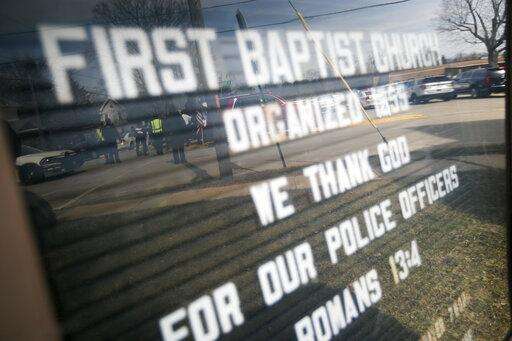 FIRST BAPTIST CHURCH
ORGANIZED
WE THANK GOD
FOR OUR POLICE OFFICERS
ROMANS 13:4